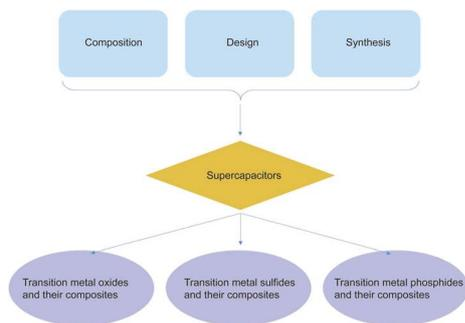 Composition
Design
Synthesis
Supercapacitors
Transition metal oxides
and their composites
Transition metal sulfides
and their composites
Transition metal phosphides
and their composites